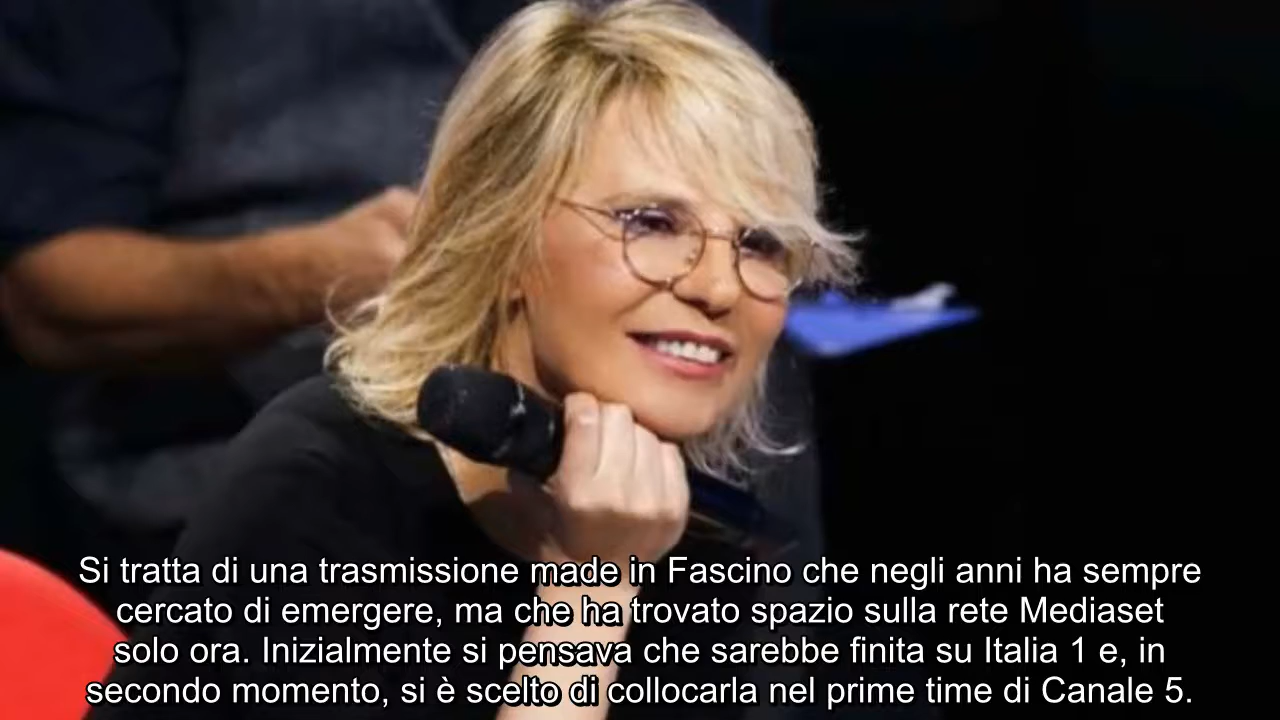 Si tratta di una trasmissione made in Fascino che negli anni ha sempre
cercato di emergere, ma che ha trovato spazio sulla rete Mediaset
solo ora. Inizialmente si pensava che sarebbe finita su Italia 1 e, in
secondo momento, si è scelto di collocarla nel prime time di Canale 5.